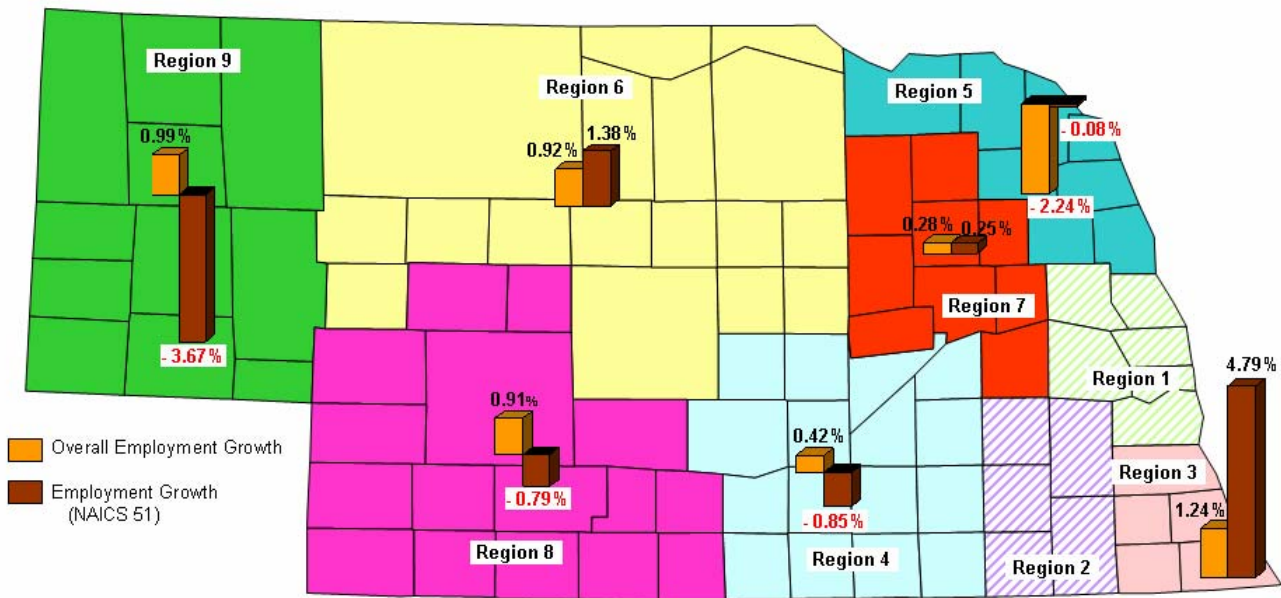 Region 9
0.99%
- 3.67%
Region 6
0.92%
1.38%
Region 5
- 0.08%
- 2.24%
0.28%
0.25%
Region 7
Region 1
4.79%
Region 3
1.24%
Region 2
0.91%
- 0.79%
Region 8
0.42%
- 0.85%
Region 4
Overall Employment Growth
Employment Growth
(NAICS 51)